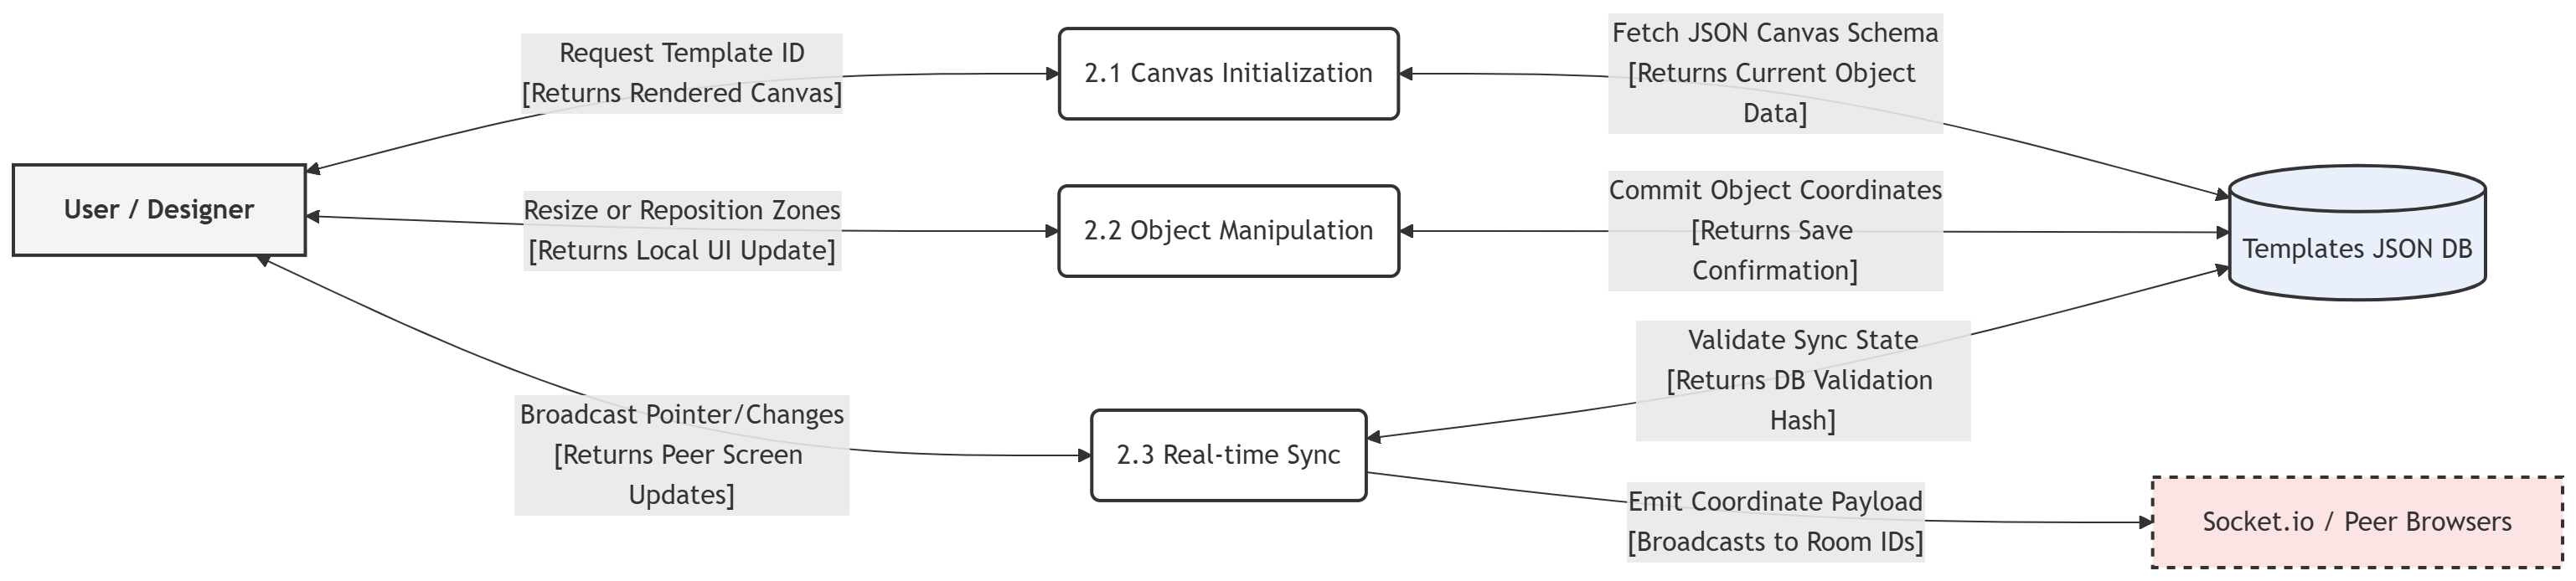 Request Template ID
[Returns Rendered Canvas]
2.1 Canvas Initialization
Fetch JSON Canvas Schema
[Returns Current Object
Data]
User / Designer
Resize or Reposition Zones
[Returns Local UI Update]
2.2 Object Manipulation
Commit Object Coordinates
[Returns Save
Confirmation]
Templates JSON DB
Broadcast Pointer/Changes
[Returns Peer Screen
Updates]
2.3 Real-time Sync
Validate Sync State
[Returns DB Validation
Hash]
Emit Coordinate Payload
[Broadcasts to Room IDs]
Socket.io / Peer Browsers